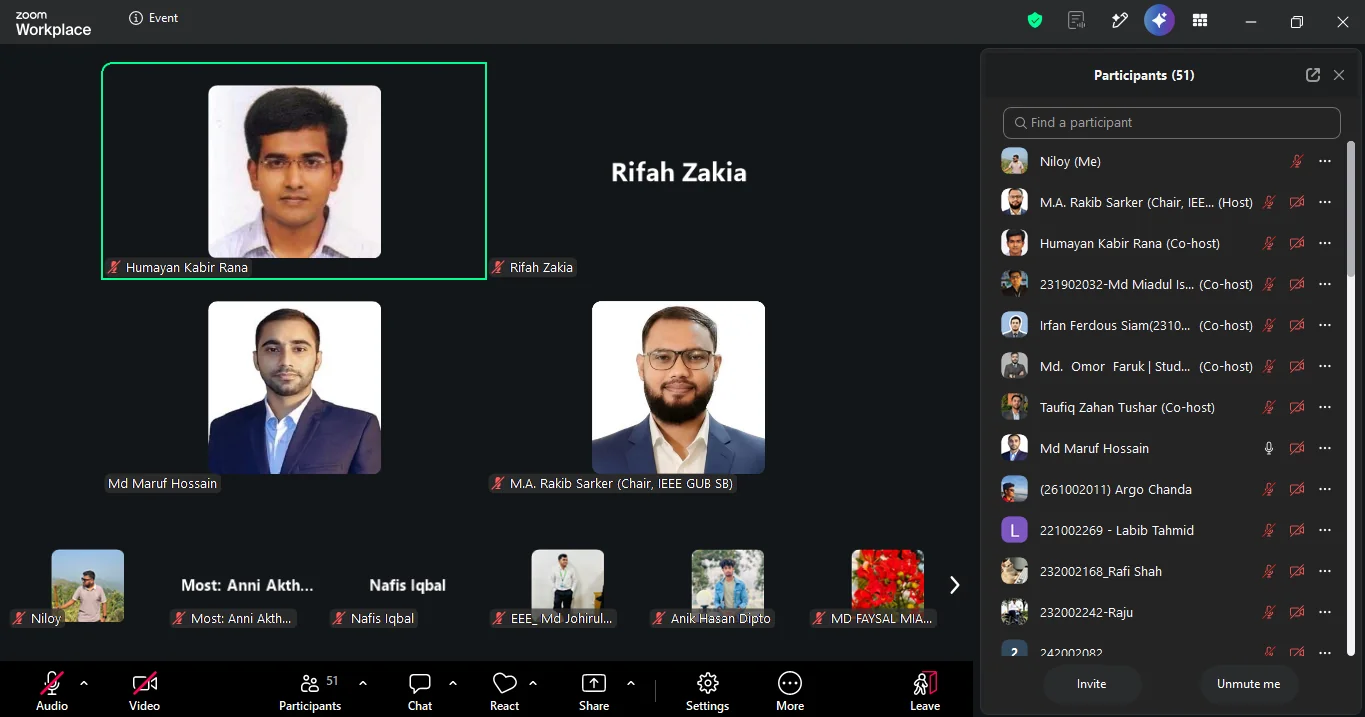 zoom
Workplace
Event
Participants (51)
Find a participant
Niloy (Me)
M.A. Rakib Sarker (Chair, IEE... (Host)
Humayan Kabir Rana (Co-host)
231902032-Md Miadul Is... (Co-host)
Irfan Ferdous Siam(2310... (Co-host)
Md. Omor Faruk | Stud... (Co-host)
Taufiq Zahan Tushar (Co-host)
Md Maruf Hossain
(261002011) Argo Chanda
L
221002269 - Labib Tahmid
232002168_Rafi Shah
232002242-Raju
2
242002082
Invite
Unmute me
Humayan Kabir Rana
Rifah Zakia
Rifah Zakia
Md Maruf Hossain
M.A. Rakib Sarker (Chair, IEEE GUB SB)
Niloy
Most: Anni Akth...
Most: Anni Akth...
Nafis Iqbal
Nafis Iqbal
EEE_ Md Johirul...
Anik Hasan Dipto
MD FAYSAL MIA...
Audio
Video
51
Participants
Chat
React
Share
Settings
More
Leave